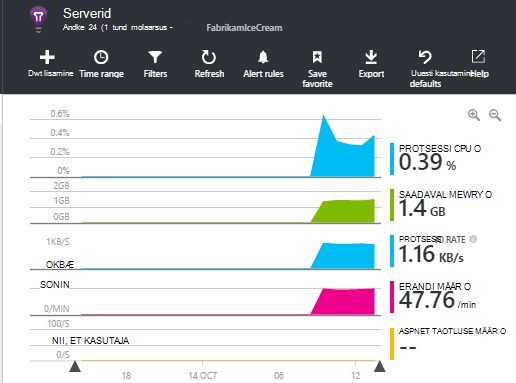 Serverid
Andke 24 (1 tund molaarsus -
FabrikamIceCream
Dwt lisamine
Time range
Filters
Refresh
Alert rules
Save favorite
Export
Uuesti kasutamine defaults
Help
0.6%
0.4%
0.2%
0%
PROTSESSI CPU O
0.39 %
2GB
1GB
0GB
SAADAVAL MEWRY O
1.4 GB
1KB/S
OKBÆ
PROTSESS
RATE
1.16 KB/s
SONIN
0/MIN
ERANDI MÄÄR O
47.76 /min
100/S
NII, ET KASUTAJA
0/S
ASPNET TAOTLUSE MÄÄR O
--
18
14 OCT
06
12